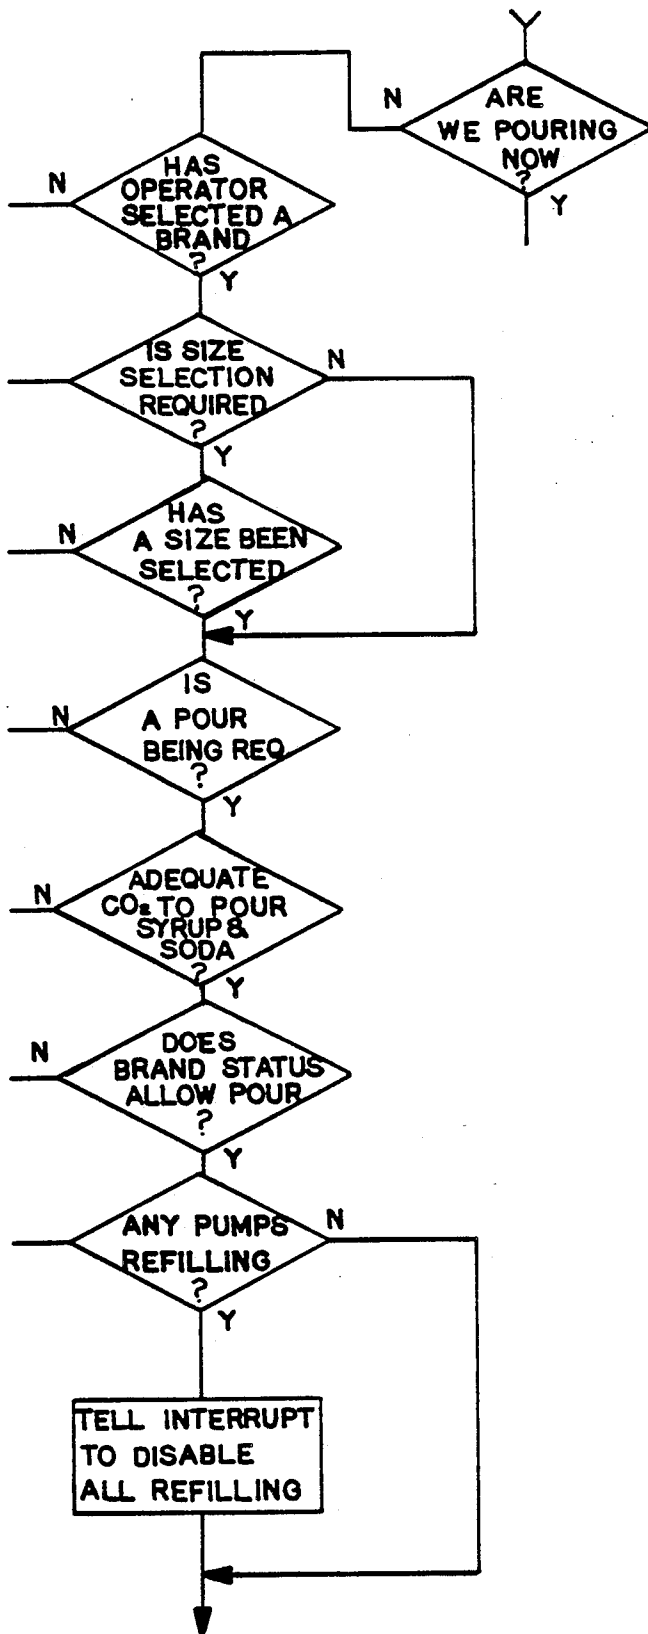 N
ARE
WE POURING
NOW
?
Y
N
HAS
OPERATOR
SELECTED A
BRAND
?
Y
IS SIZE
SELECTION
REQUIRED
?
N
Y
N
HAS
A SIZE BEEN
SELECTED
?
Y
N
IS
A POUR
BEING REQ
?
Y
N
ADEQUATE
CO₂ TO POUR
SYRUP &
SODA
?
Y
N
DOES
BRAND STATUS
ALLOW POUR
?
Y
ANY PUMPS
REFILLING
?
N
Y
TELL INTERRUPT
TO DISABLE
ALL REFILLING